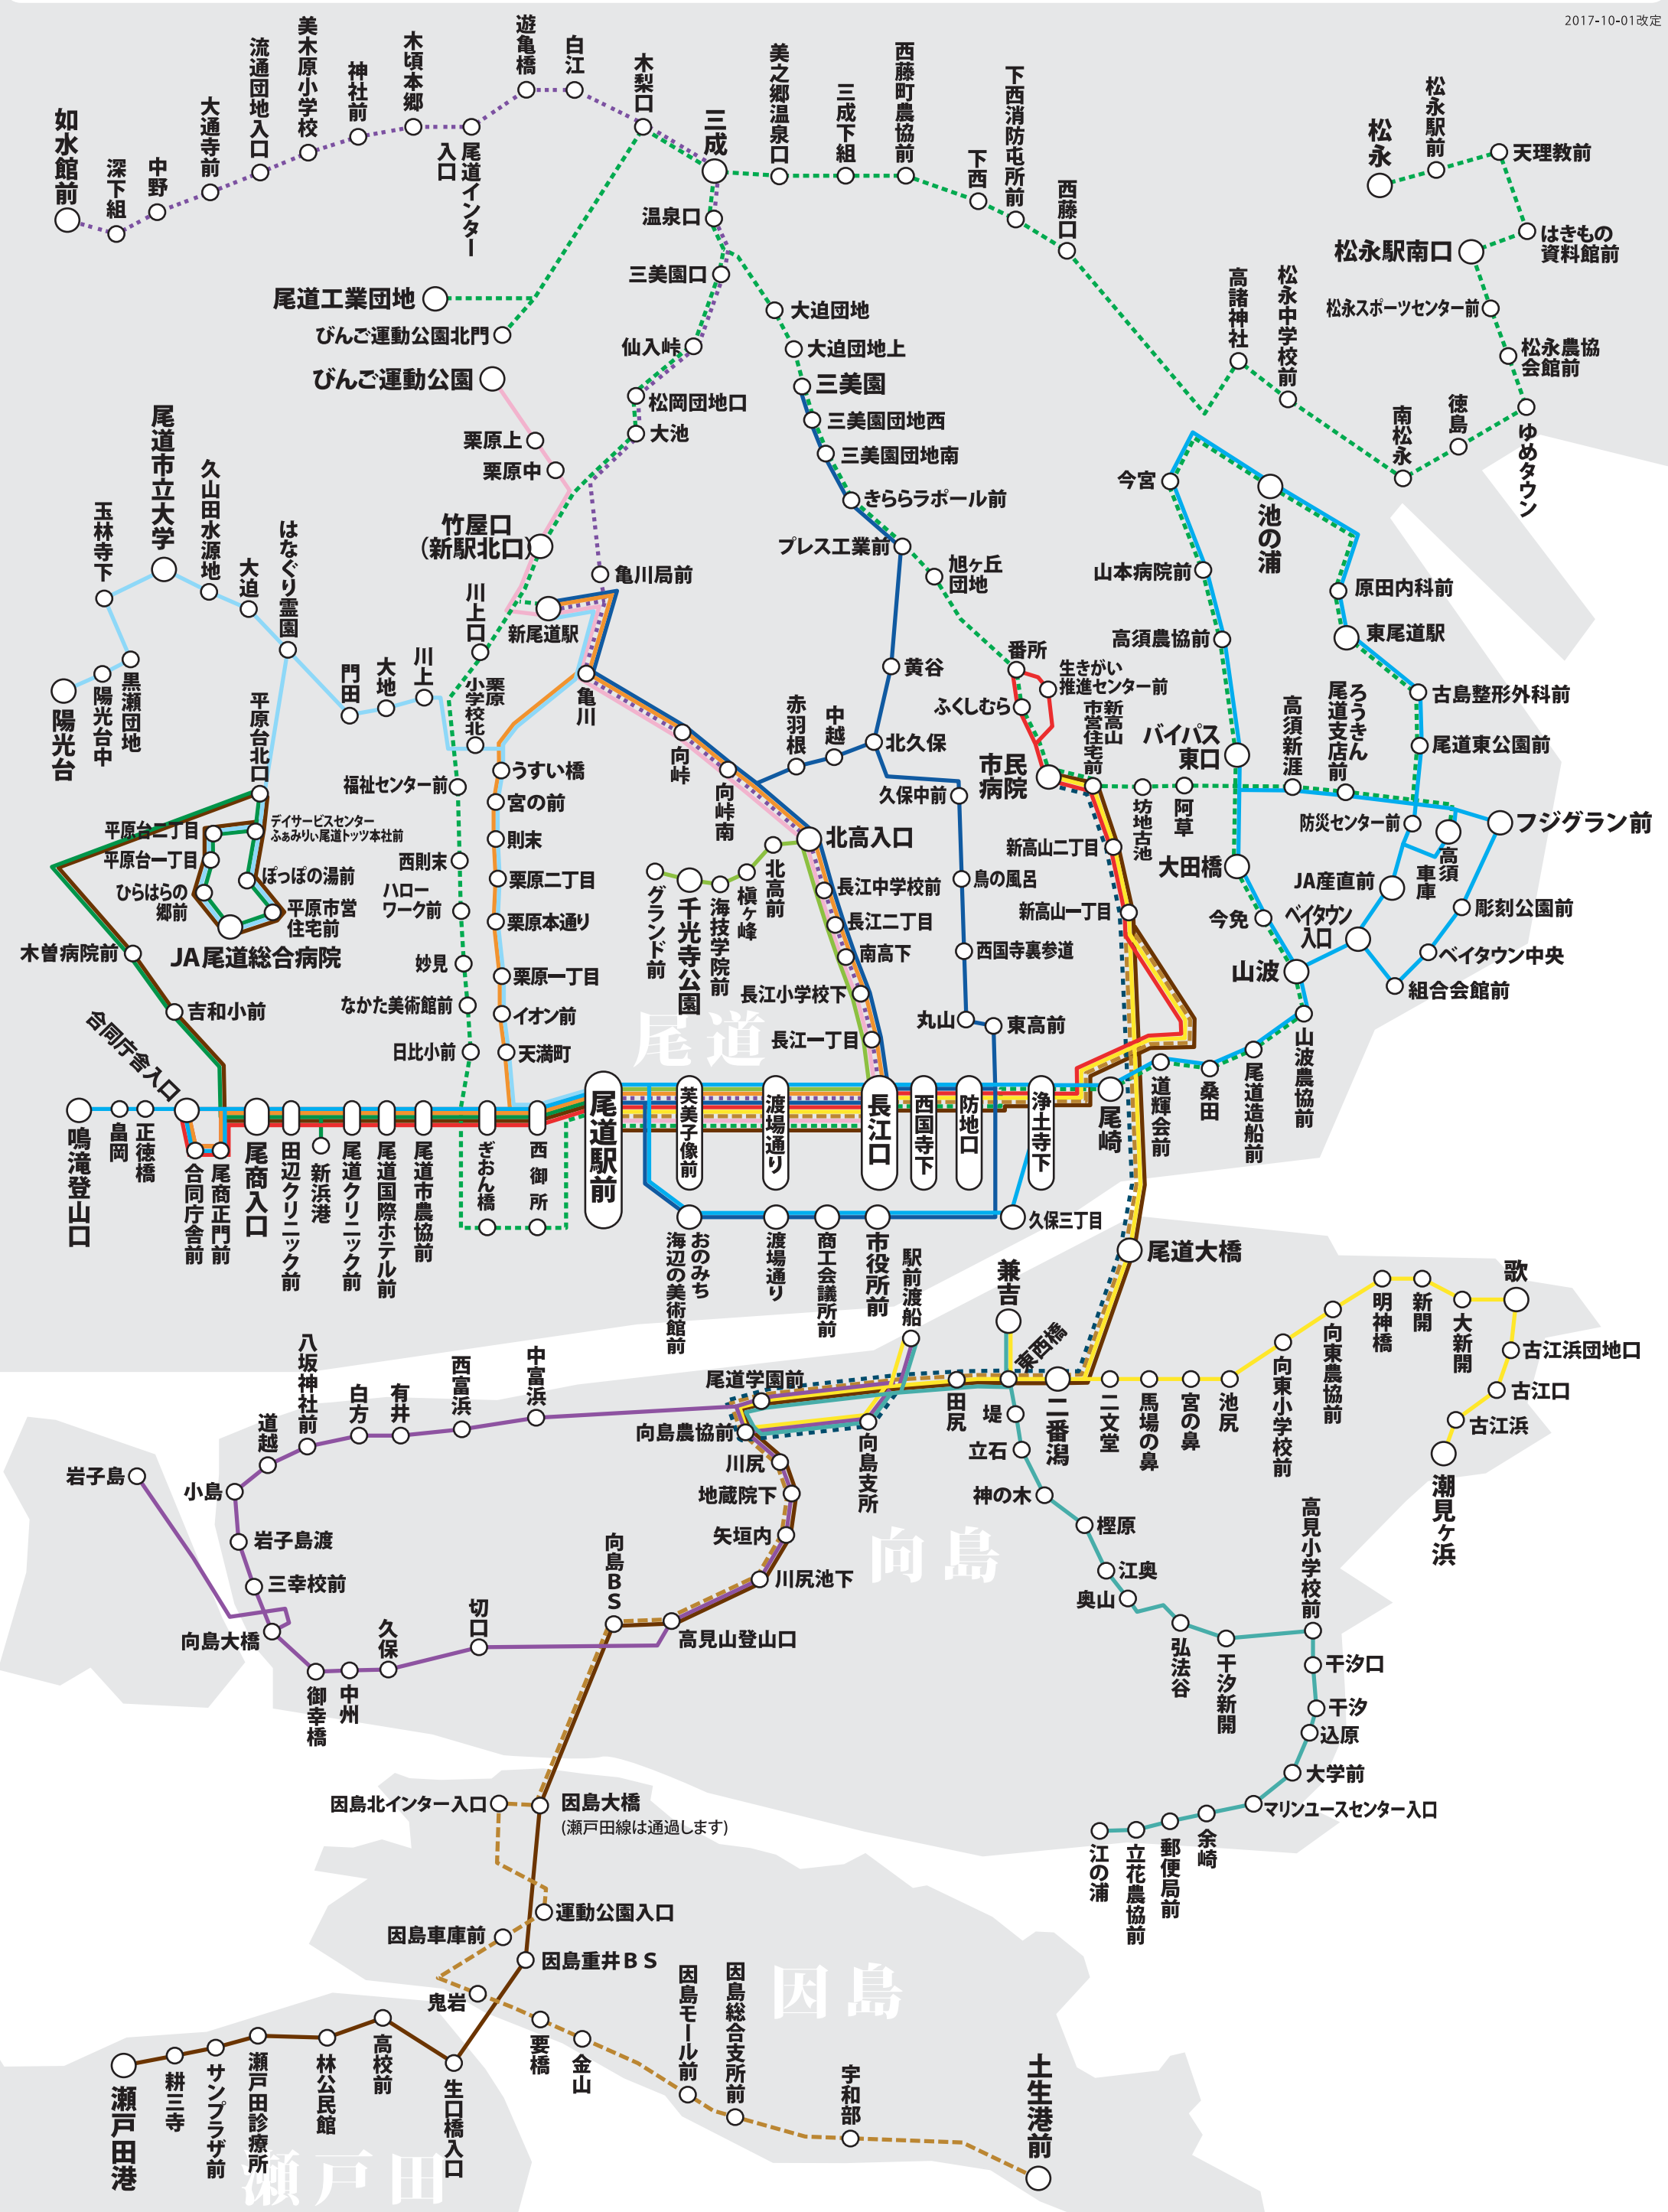 2017-10-01改定
如水館前
深下組
中野
大通寺前
流通団地入口
美木原小学校
神社前
木頃本郷
尾道インター
入口
遊亀橋
白江
木梨口
三成
美之郷温泉口
三成下組
西藤町農協前
下西
下西消防屯所前
西藤口
高諸神社
松永中学校前
南松永
徳島
ゆめタウン
松永農協
会館前
松永スポーツセンター前
松永駅南口
はきもの
資料館前
天理教前
松永駅前
松永
温泉口
三美園口
仙入峠
松岡団地口
大池
尾道工業団地
びんご運動公園北門
びんご運動公園
栗原上
栗原中
竹屋口
(新駅北口)
新尾道駅
亀川局前
亀川
川上口
大迫団地
大迫団地上
三美園
三美園団地西
三美園団地南
きららラポール前
プレス工業前
旭ヶ丘
団地
番所
生きがい
推進センター前
ふくしむら
市民
病院
新高山
市営住宅前
坊地古池
阿草
黄谷
北久保
中越
赤羽根
久保中前
鳥の風呂
西国寺裏参道
丸山
東高前
今宮
池の浦
山本病院前
高須農協前
バイパス
東口
高須新涯
ろうきん
尾道支店前
原田内科前
東尾道駅
古島整形外科前
尾道東公園前
防災センター前
高須
車庫
フジグラン前
JA産直前
彫刻公園前
ベイタウン
入口
ベイタウン中央
組合会館前
大田橋
今免
山波
山波農協前
尾道造船前
桑田
道輝会前
尾崎
新高山二丁目
新高山一丁目
尾道市立大学
久山田水源地
大迫
はなぐり霊園
玉林寺下
黒瀬団地
陽光台中
陽光台
門田
大地
川上
栗原
小学校北
平原台北口
平原台二丁目
デイサービスセンター
ふぁみりぃ尾道トッツ本社前
平原台一丁目
ぽっぽの湯前
ひらはらの
郷前
平原市営
住宅前
JA尾道総合病院
木曽病院前
吉和小前
合同庁舎入口
福祉センター前
西則末
ハロー
ワーク前
妙見
なかた美術館前
日比小前
うすい橋
宮の前
則末
栗原二丁目
栗原本通り
栗原一丁目
イオン前
天満町
向峠
向峠南
北高入口
北高前
槇ヶ峰
海技学院前
千光寺公園
グランド前
長江中学校前
長江二丁目
南高下
長江小学校下
長江一丁目
尾道
鳴滝登山口
畠岡
正徳橋
合同庁舎前
尾商正門前
尾商入口
田辺クリニック前
新浜港
尾道クリニック前
尾道国際ホテル前
尾道市農協前
ぎおん橋
西御所
尾道駅前
芙美子像前
渡場通り
長江口
西国寺下
防地口
浄土寺下
おのみち
海辺の美術館前
渡場通り
商工会議所前
市役所前
久保三丁目
駅前渡船
尾道大橋
兼吉
東西橋
尾道学園前
向島農協前
向島支所
田尻
二番潟
二文堂
馬場の鼻
宮の鼻
池尻
向東小学校前
向東農協前
明神橋
新開
大新開
歌
古江浜団地口
古江口
古江浜
潮見ヶ浜
堤
立石
神の木
樫原
江奥
奥山
弘法谷
干汐新開
高見小学校前
干汐口
干汐
込原
大学前
マリンユースセンター入口
余崎
郵便局前
立花農協前
江の浦
川尻
地蔵院下
矢垣内
川尻池下
高見山登山口
向島BS
向島
中富浜
西富浜
有井
白方
八坂神社前
道越
小島
岩子島渡
三幸校前
向島大橋
岩子島
御幸橋
中州
久保
切口
因島大橋
(瀬戸田線は通過します)
因島北インター入口
運動公園入口
因島車庫前
因島重井BS
鬼岩
要橋
金山
因島モール前
因島総合支所前
宇和部
土生港前
因島
生口橋入口
高校前
林公民館
瀬戸田診療所
サンプラザ前
耕三寺
瀬戸田港
瀬戸田